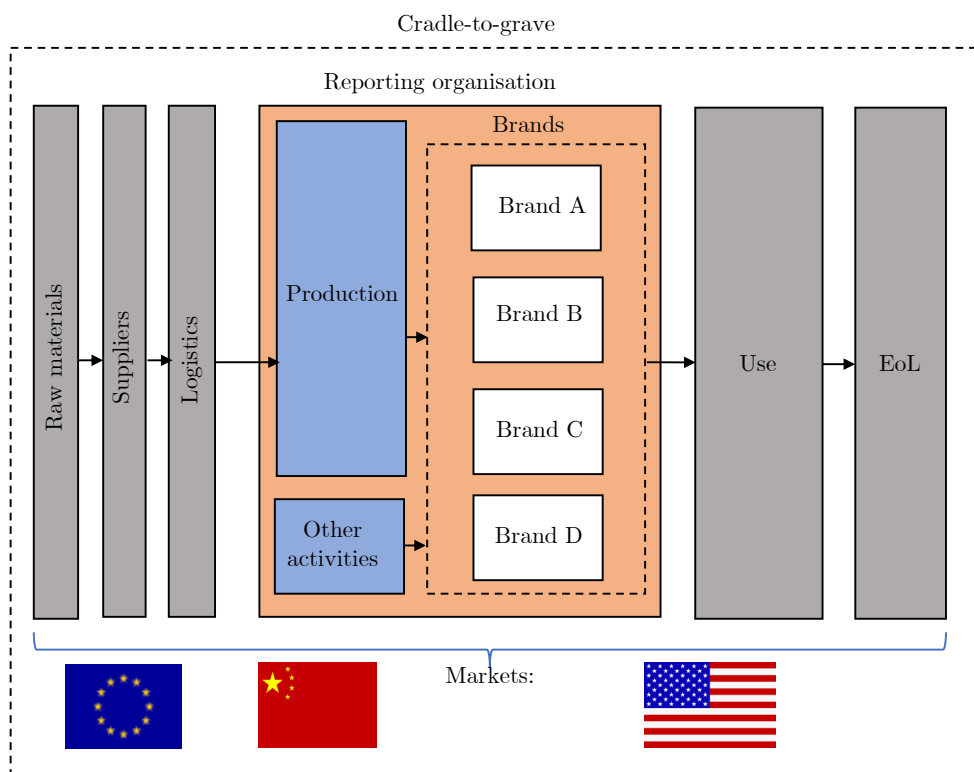 Cradle-to-grave
Reporting organisation
Brands
Raw materials
Suppliers
Logistics
Production
Other
activities
Brand A
Brand B
Brand C
Brand D
Use
EoL
Markets: